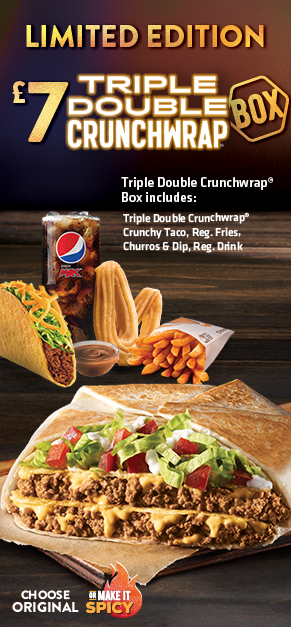 LIMITED EDITION
£7 TRIPLE
DOUBLE
CRUNCHWRAP
BOX
Triple Double Crunchwrap®
Box includes:
Triple Double Crunchwrap®
Crunchy Taco, Reg. Fries,
Churros & Dip, Reg. Drink
pepsi
MAX
CHOOSE
ORIGINAL
OR MAKE IT
SPICY